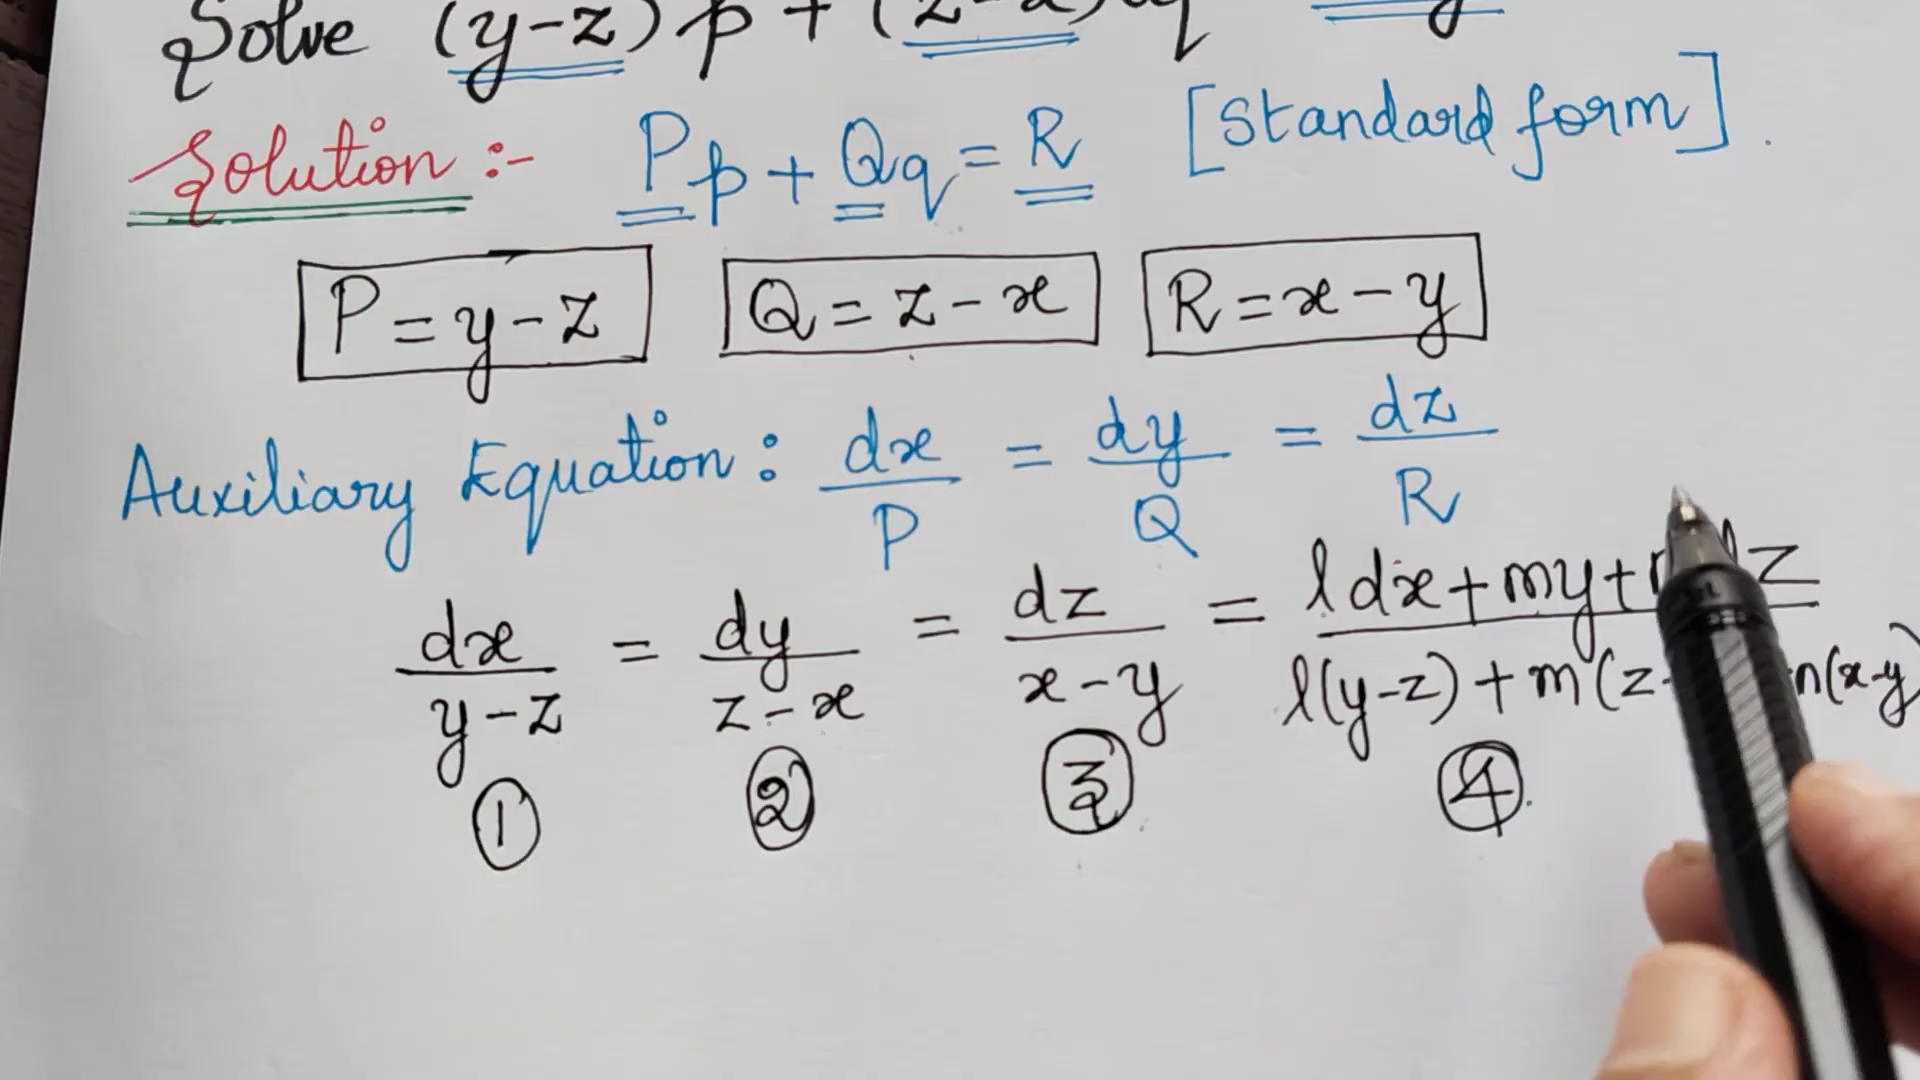 Solve (y-z)p + (z-x)q
Solution :- Pp + Qq = R [Standard form].
P = y-z Q = z-x R = x-y
Auxiliary Equation : dx/P = dy/Q = dz/R
dx/y-z = dy/z-x = dz/x-y = ldx+my+ dz/l(y-z)+m(z- n(x-y)
① ② ③ ④